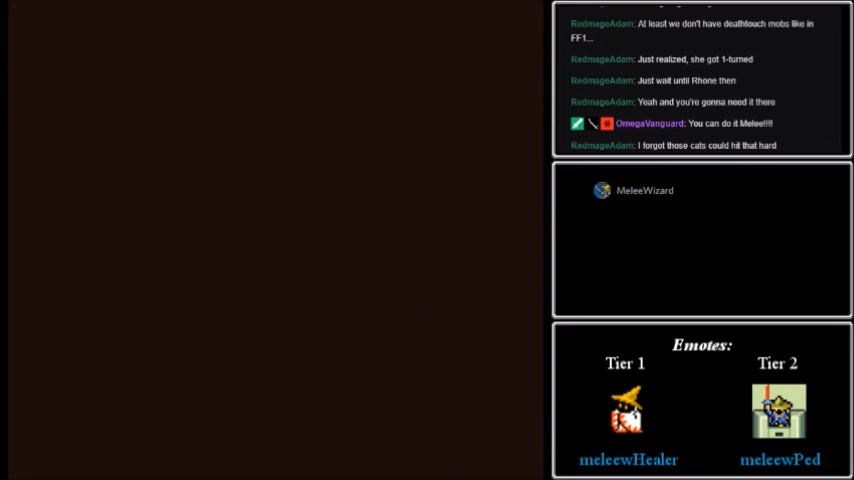 RedmageAdam: At least we don't have deathtouch mobs like in
FF1...
RedmageAdam: Just realized, she got 1-turned
RedmageAdam: Just wait until Rhone then
RedmageAdam: Yeah and you're gonna need it there
OmegaVanguard: You can do it Melee!!!!
RedmageAdam: I forgot those cats could hit that hard
MeleeWizard
Emotes:
Tier 1
Tier 2
meleewHealer
meleewPed